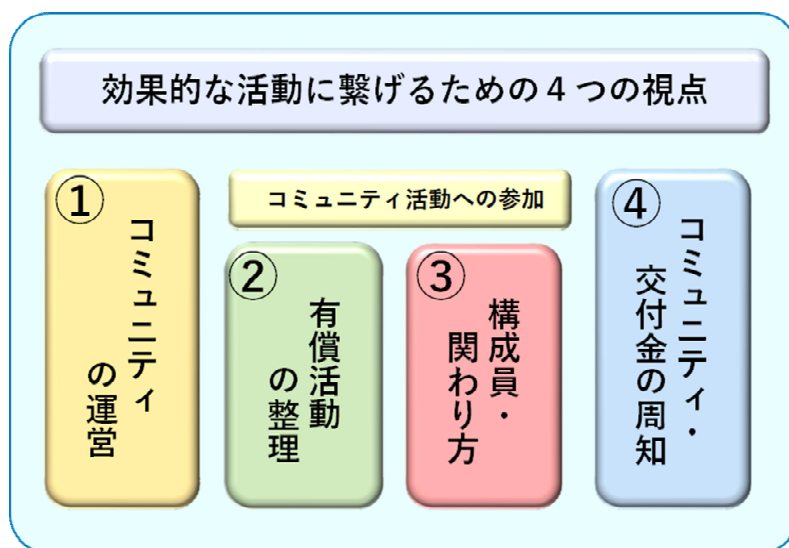 効果的な活動に繋げるための４つの視点
①
コミュニティ
の運営
コミュニティ活動への参加
②
有償活動
の整理
③
構成員・
関わり方
④
コミュニティ・
交付金の周知